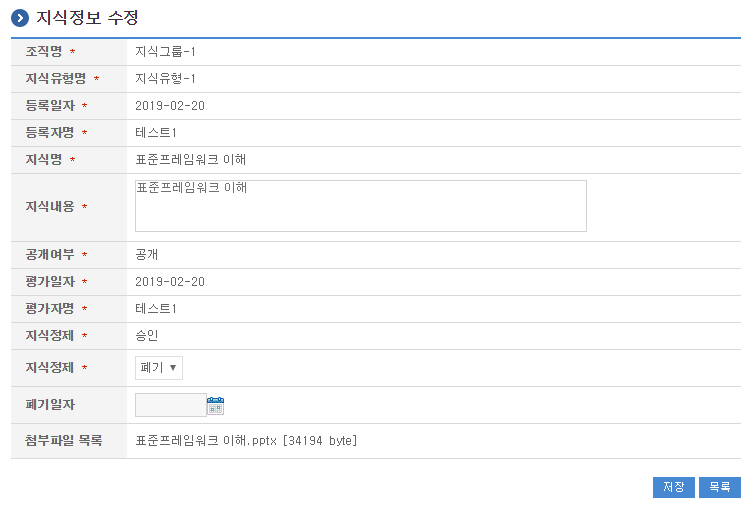 지식정보 수정
조직명 * 지식그룹-1
지식유형명 * 지식유형-1
등록일자 * 2019-02-20
등록자명 * 테스트1
지식명 * 표준프레임워크 이해
지식내용 * 표준프레임워크 이해
공개여부 * 공개
평가일자 * 2019-02-20
평가자명 * 테스트1
지식정제 * 승인
지식정제 * 폐기 ▼
폐기일자
첨부파일 목록 표준프레임워크 이해.pptx [34194 byte]
저장 목록